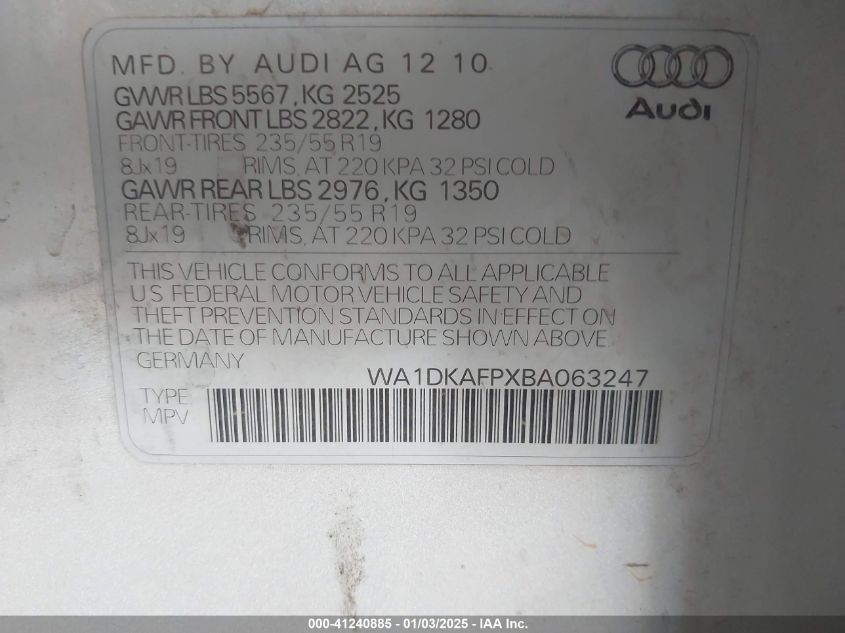 MFD. BY AUDI AG 12 10
Audi
GVWR LBS 5567, KG 2525
GAWR FRONT LBS 2822, KG 1280
FRONT-TIRES 235/55 R19
8Jx19 RIMS, AT 220 KPA 32 PSI COLD
GAWR REAR LBS 2976, KG 1350
REAR-TIRES 235/55 R19
8Jx19 RIMS, AT 220 KPA 32 PSI COLD
THIS VEHICLE CONFORMS TO ALL APPLICABLE
U S FEDERAL MOTOR VEHICLE SAFETY AND
THEFT PREVENTION STANDARDS IN EFFECT ON
THE DATE OF MANUFACTURE SHOWN ABOVE.
GERMANY
WA1DKAFPXBA063247
TYPE
MPV
000-41240885 - 01/03/2025 - IAA Inc.